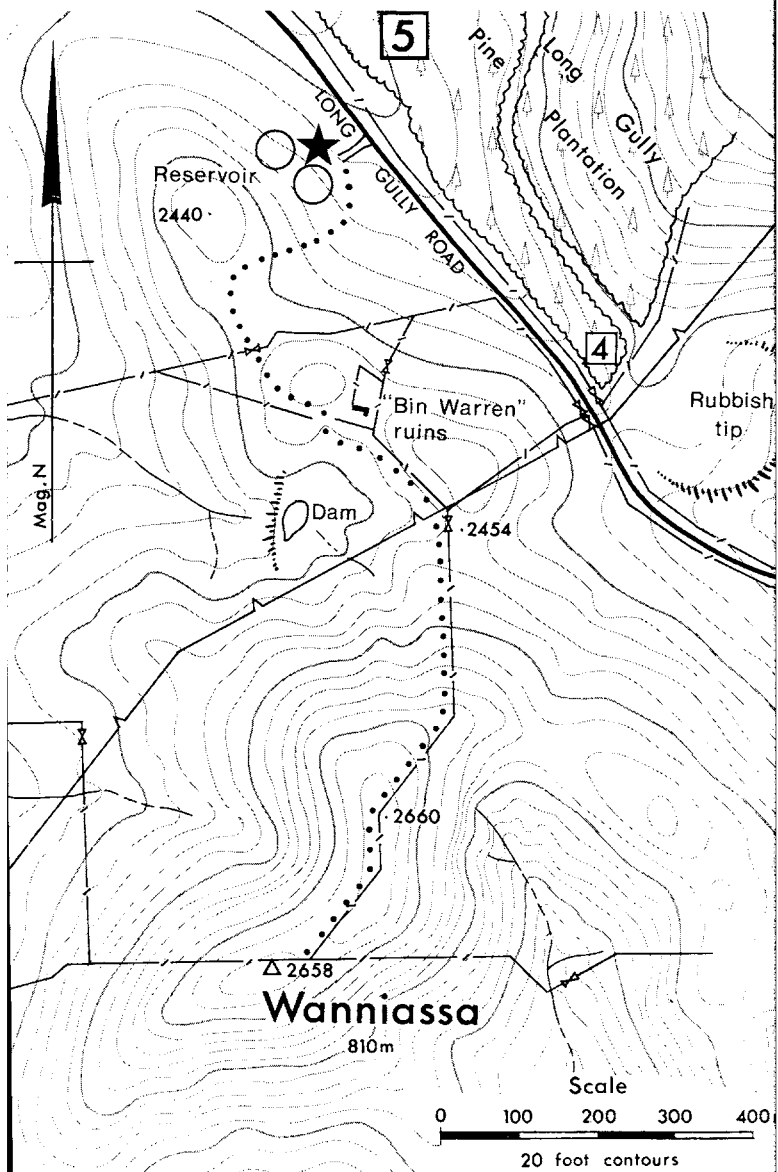 5
Pine
Long
Plantation
Gully
LONG
GULLY
ROAD
Reservoir
2440
4
"Bin Warren"
ruins
Rubbish
tip
Mag. N
Dam
2454
2660
2658
Wanniassa
810m
Scale
0 100 200 300 400
20 foot contours